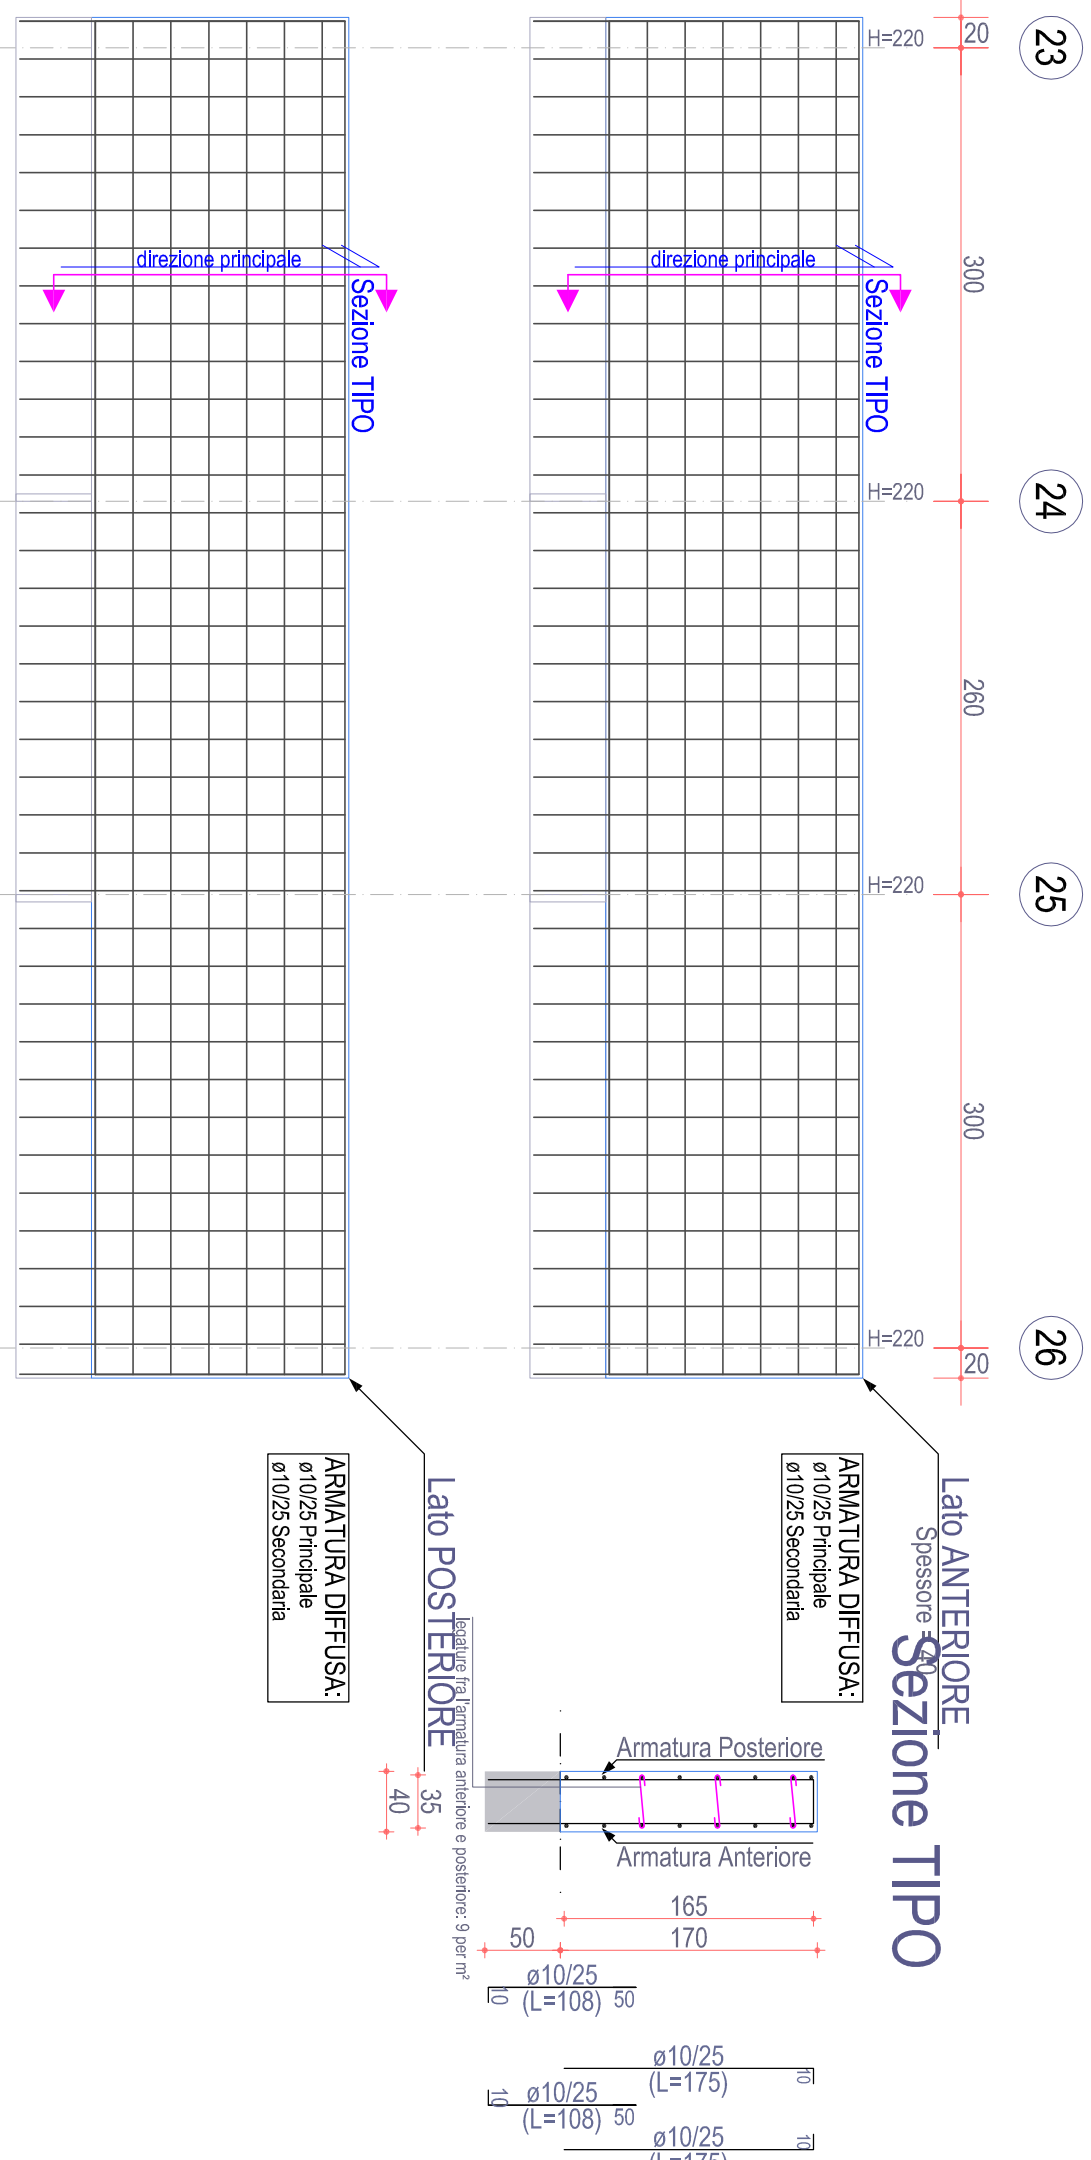 23
20
H=220
300
direzione principale
direzione principale
Sezione TIPO
Sezione TIPO
24
H=220
260
25
H=220
300
26
H=220
20
Lato ANTERIORE
Spessore =40
ARMATURA DIFFUSA:
ø10/25 Principale
ø10/25 Secondaria
Lato POSTERIORE
ARMATURA DIFFUSA:
ø10/25 Principale
ø10/25 Secondaria
Sezione TIPO
legature fra l'armatura anteriore e posteriore: 9 per m²
Armatura Posteriore
Armatura Anteriore
35
40
165
50
170
ø10/25
(L=108)
10
50
ø10/25
(L=175)
10
ø10/25
(L=108)
10
50
ø10/25
(L=175)
10